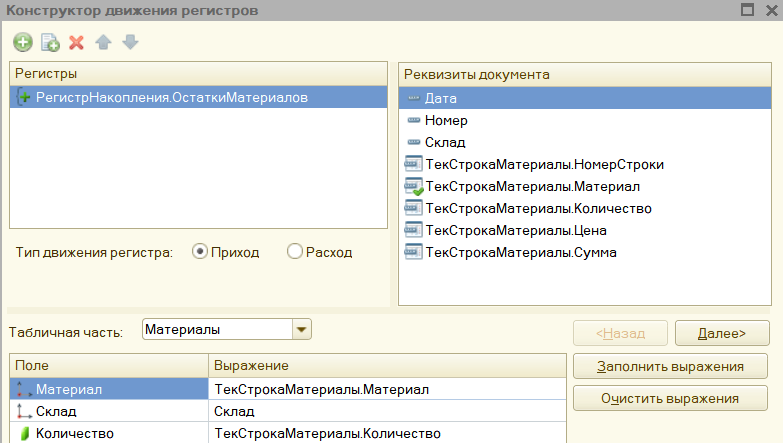 Конструктор движения регистров
Регистры
РегистрНакопления.ОстаткиМатериалов
Реквизиты документа
Дата
Номер
Склад
ТекСтрокаМатериалы.НомерСтроки
ТекСтрокаМатериалы.Материал
ТекСтрокаМатериалы.Количество
ТекСтрокаМатериалы.Цена
ТекСтрокаМатериалы.Сумма
Тип движения регистра: Приход Расход
Табличная часть: Материалы
<Назад Далее>
Поле Выражение
Материал ТекСтрокаМатериалы.Материал
Склад Склад
Количество ТекСтрокаМатериалы.Количество
Заполнить выражения
Очистить выражения